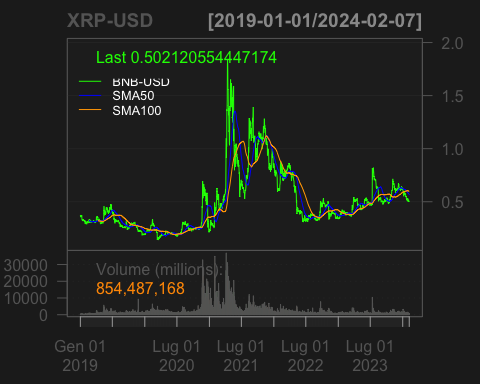 XRP-USD [2019-01-01/2024-02-07]
Last 0.502120554447174
BNB-USD
SMA50
SMA100
2.0
1.5
1.0
0.5
Volume (millions):
854,487,168
30000
20000
10000
0
Gen 01 2019
Lug 01 2020
Lug 01 2021
Lug 01 2022
Lug 01 2023